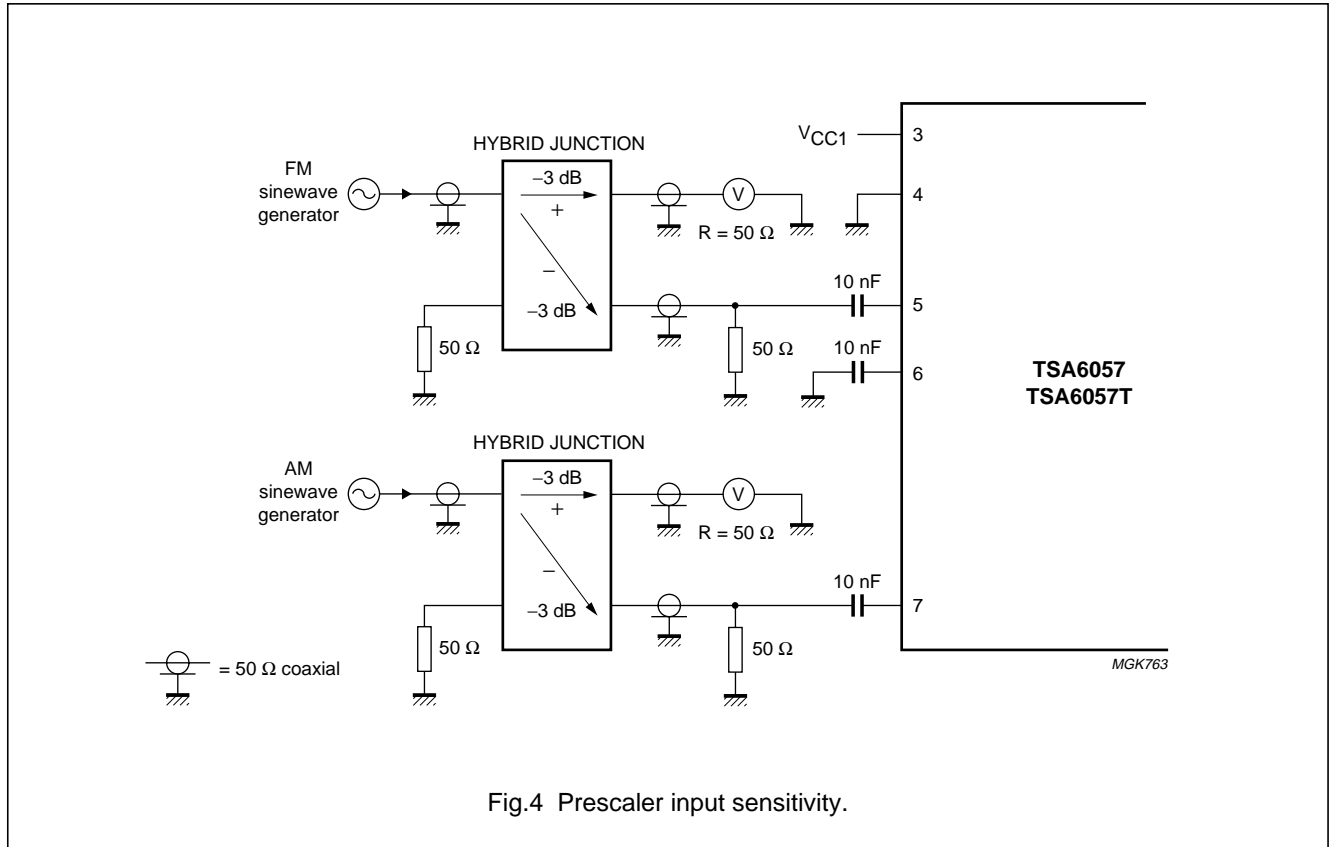 HYBRID JUNCTION
FM
sinewave
generator
−3 dB
+
−
−3 dB
50 Ω
V
R = 50 Ω
50 Ω
VCC1
3
4
10 nF
5
10 nF
6
TSA6057
TSA6057T
HYBRID JUNCTION
AM
sinewave
generator
−3 dB
+
−
−3 dB
50 Ω
V
R = 50 Ω
50 Ω
10 nF
7
= 50 Ω coaxial
MGK763
Fig.4 Prescaler input sensitivity.